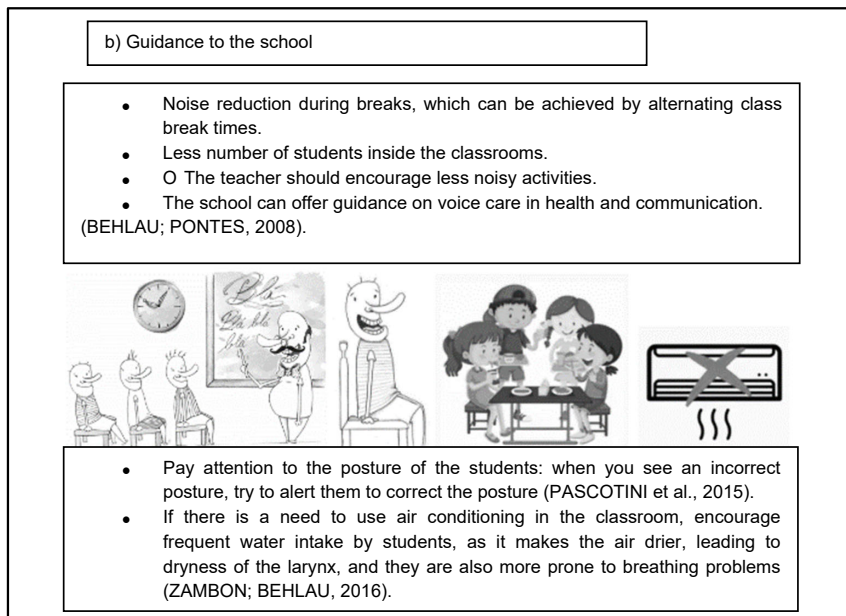 b) Guidance to the school
• Noise reduction during breaks, which can be achieved by alternating class
break times.
• Less number of students inside the classrooms.
• O The teacher should encourage less noisy activities.
• The school can offer guidance on voice care in health and communication.
(BEHLAU; PONTES, 2008).
Bla
Bla bla
bla
• Pay attention to the posture of the students: when you see an incorrect
posture, try to alert them to correct the posture (PASCOTINI et al., 2015).
• If there is a need to use air conditioning in the classroom, encourage
frequent water intake by students, as it makes the air drier, leading to
dryness of the larynx, and they are also more prone to breathing problems
(ZAMBON; BEHLAU, 2016).